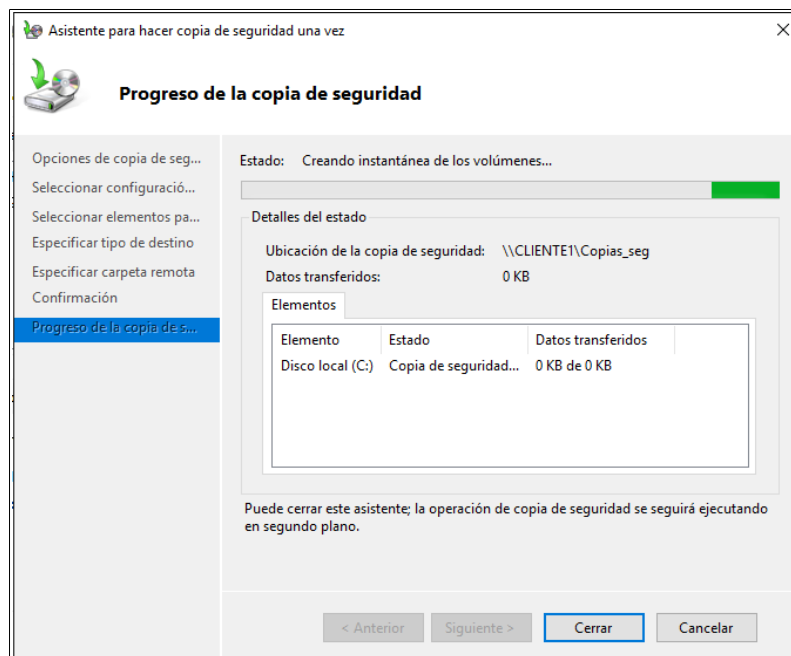 Asistente para hacer copia de seguridad una vez
Progreso de la copia de seguridad
Opciones de copia de seg...
Seleccionar configuració...
Seleccionar elementos pa...
Especificar tipo de destino
Especificar carpeta remota
Confirmación
Progreso de la copia de s...
Estado: Creando instantánea de los volúmenes...
Detalles del estado
Ubicación de la copia de seguridad: \\CLIENTE1\Copias_seg
Datos transferidos: 0 KB
Elementos
Elemento Estado Datos transferidos
Disco local (C:) Copia de seguridad... 0 KB de 0 KB
Puede cerrar este asistente; la operación de copia de seguridad se seguirá ejecutando
en segundo plano.
< Anterior Siguiente > Cerrar Cancelar